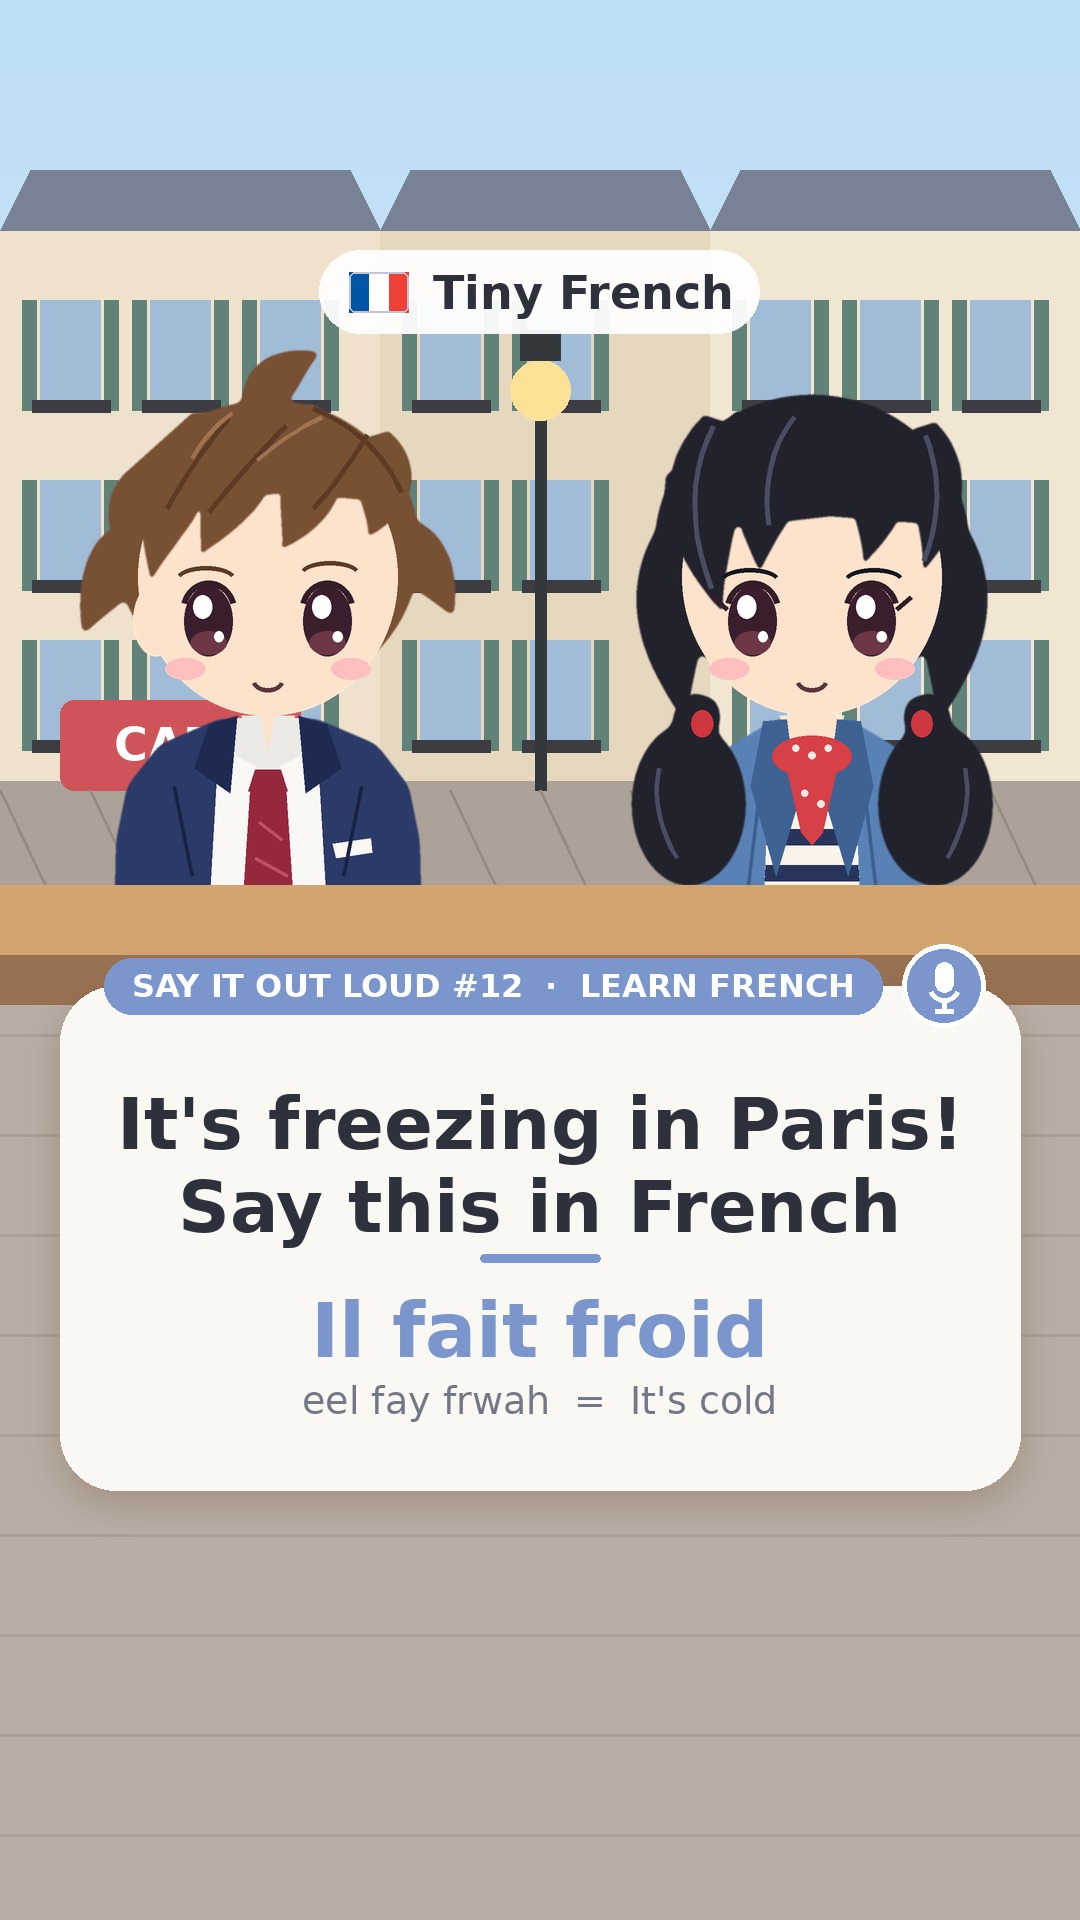 Tiny French
SAY IT OUT LOUD #12 · LEARN FRENCH
It's freezing in Paris!
Say this in French
Il fait froid
eel fay frwah = It's cold